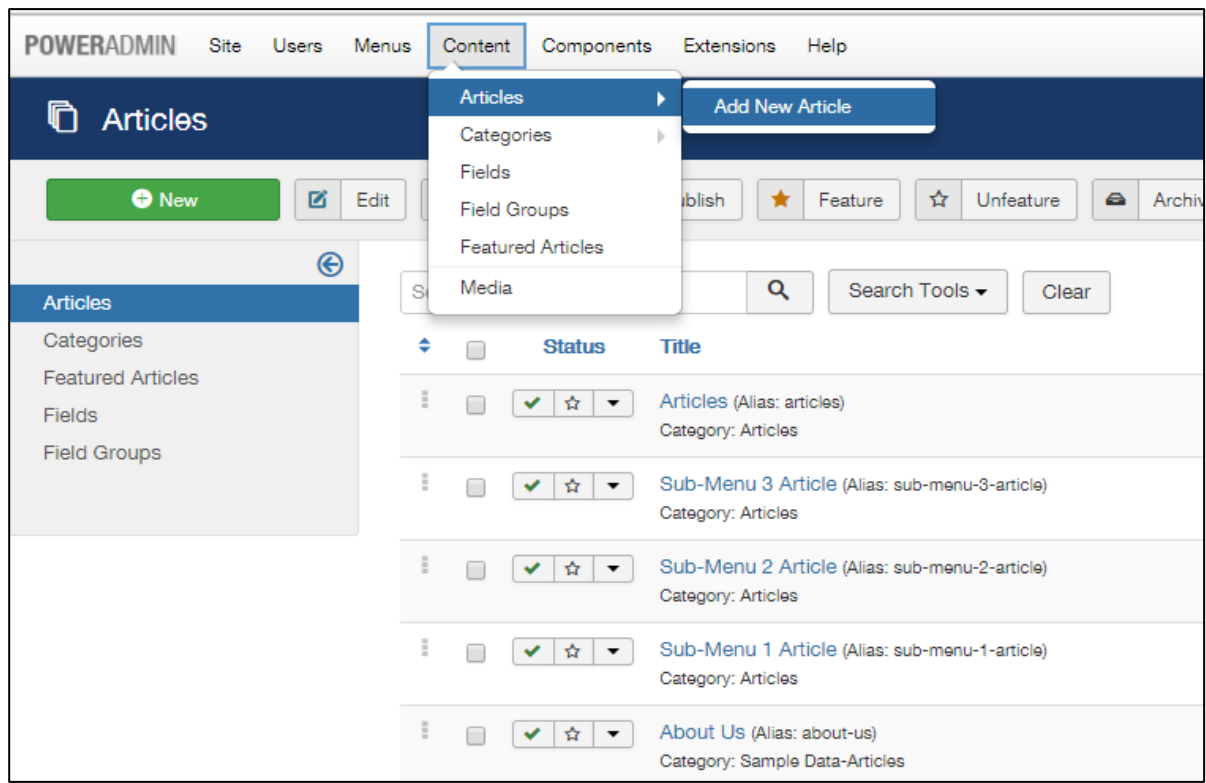 POWERADMIN Site Users Menus Content Components Extensions Help
Articles
Articles
Add New Article
Categories
Fields
Field Groups
Featured Articles
Media
New Edit ublish Feature Unfeature Archiv
Search Tools Clear
Articles
Categories
Featured Articles
Fields
Field Groups
Status Title
Articles (Alias: articles)
Category: Articles
Sub-Menu 3 Article (Alias: sub-menu-3-article)
Category: Articles
Sub-Menu 2 Article (Alias: sub-menu-2-article)
Category: Articles
Sub-Menu 1 Article (Alias: sub-menu-1-article)
Category: Articles
About Us (Alias: about-us)
Category: Sample Data-Articles